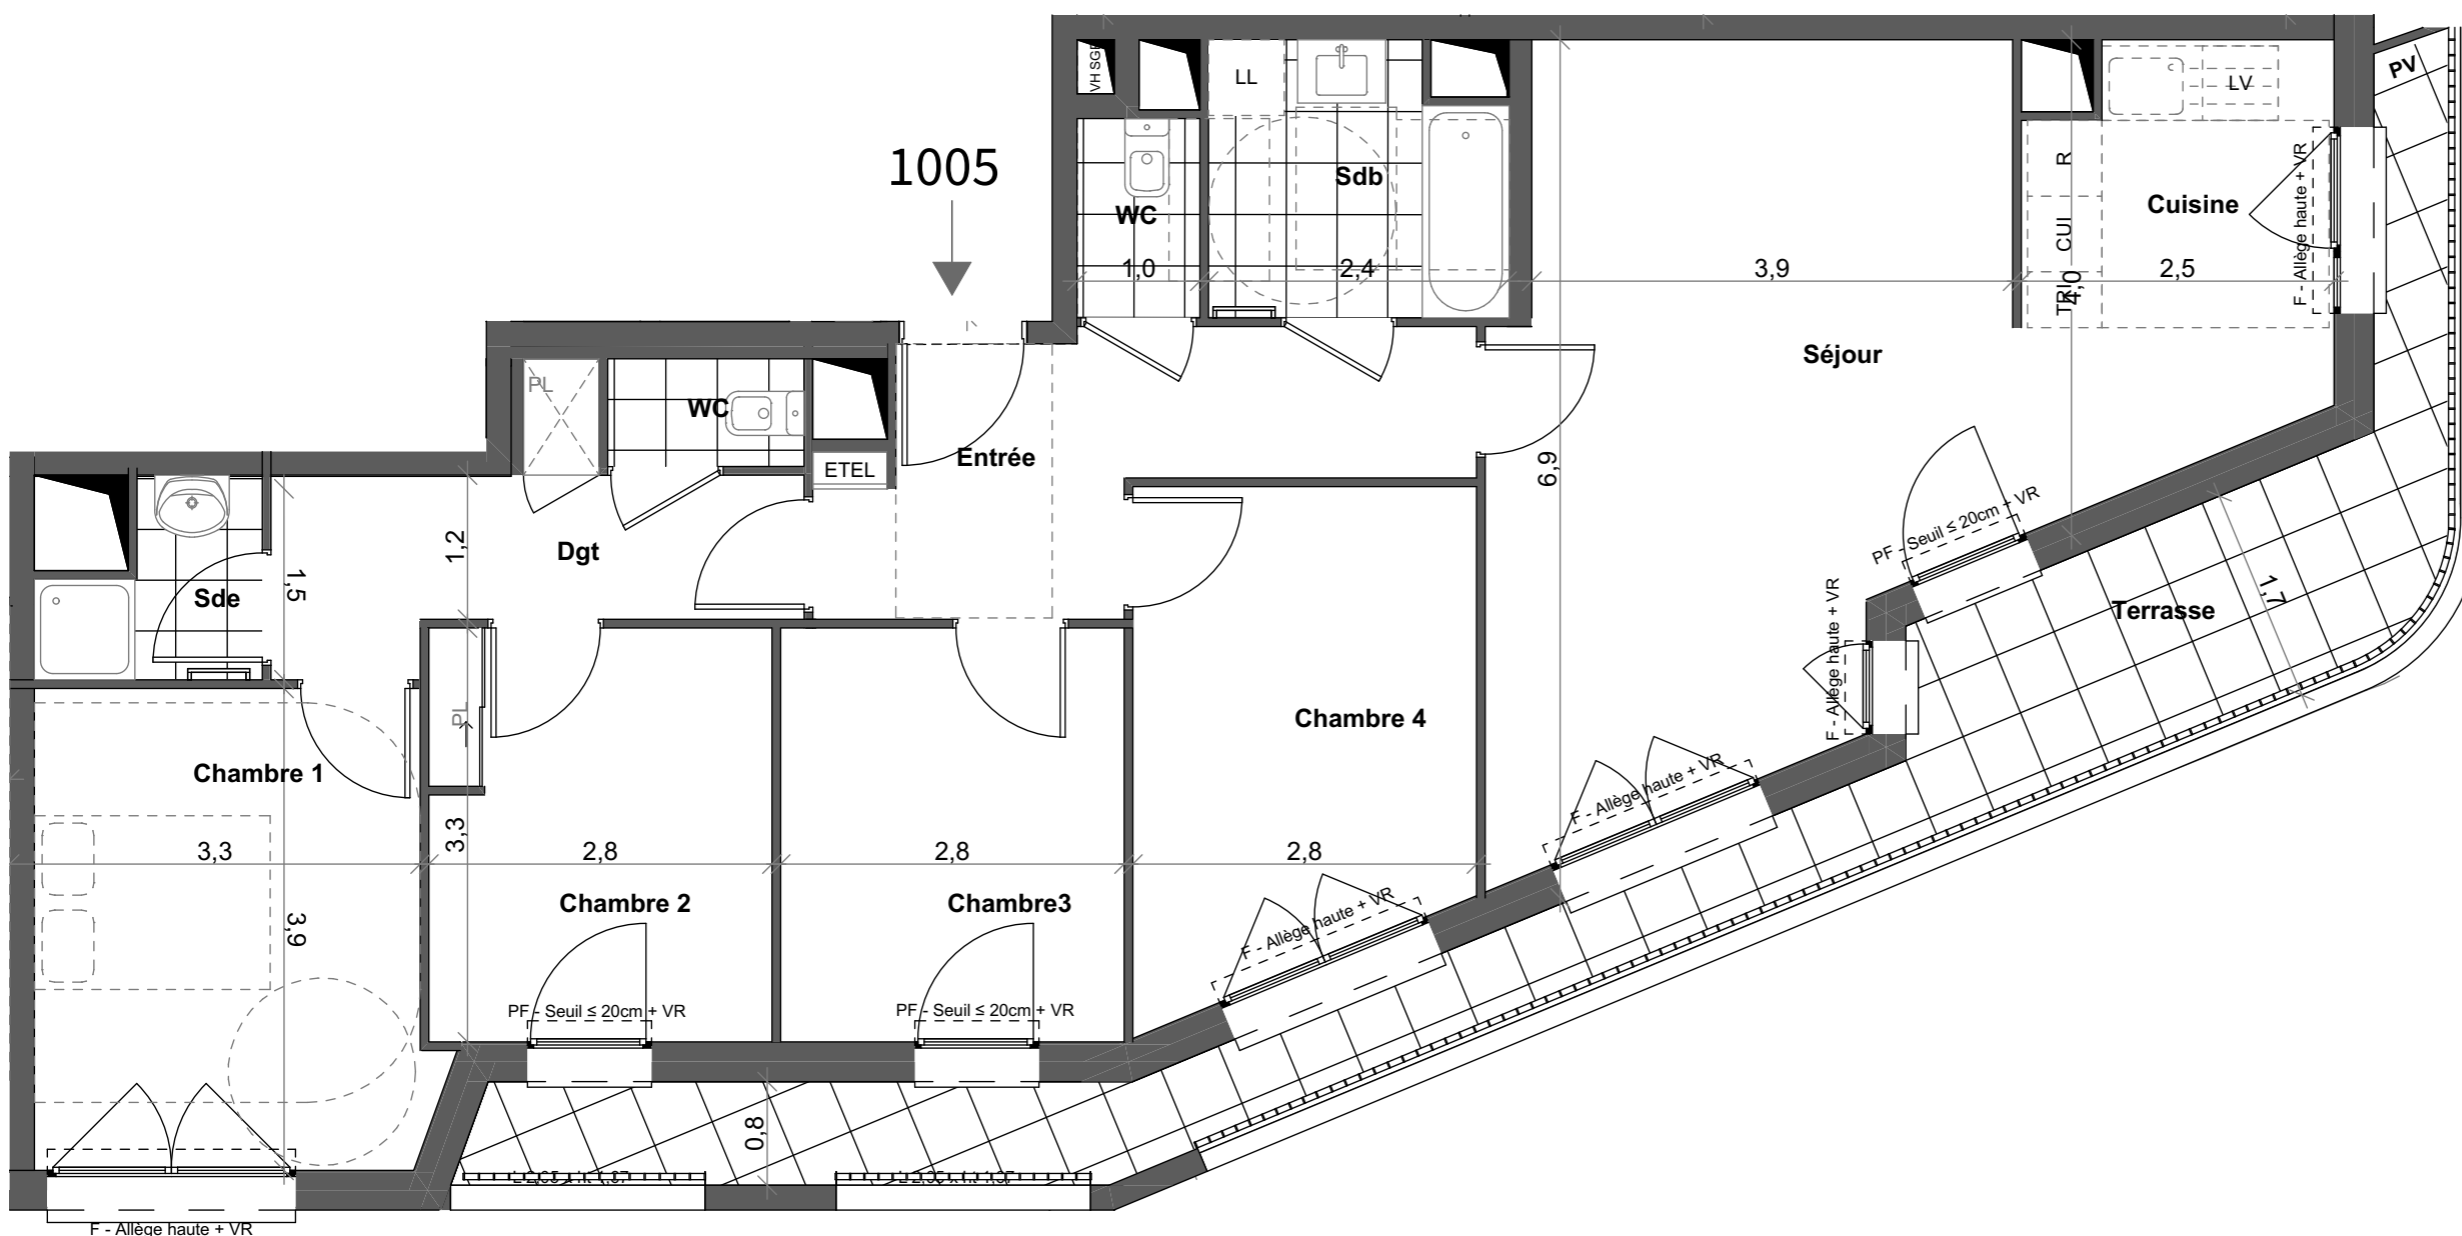 1005
VH SGE
LL
Sdb
WC
1,0
2,4
3,9
2,5
PV
LV
R
CUI
TRI
4,0
Cuisine
F - Allège haute + VR
Séjour
PL
WC
ETEL
Entrée
6,9
Dgt
1,2
1,5
Sde
PF - Seuil ≤ 20cm + VR
1,7
Terrasse
F - Allège haute + VR
PL
Chambre 4
Chambre 1
F - Allège haute + VR
3,3
3,3
2,8
2,8
2,8
Chambre 2
Chambre3
3,9
F - Allège haute + VR
PF - Seuil ≤ 20cm + VR
PF - Seuil ≤ 20cm + VR
0,8
F - Allège haute + VR